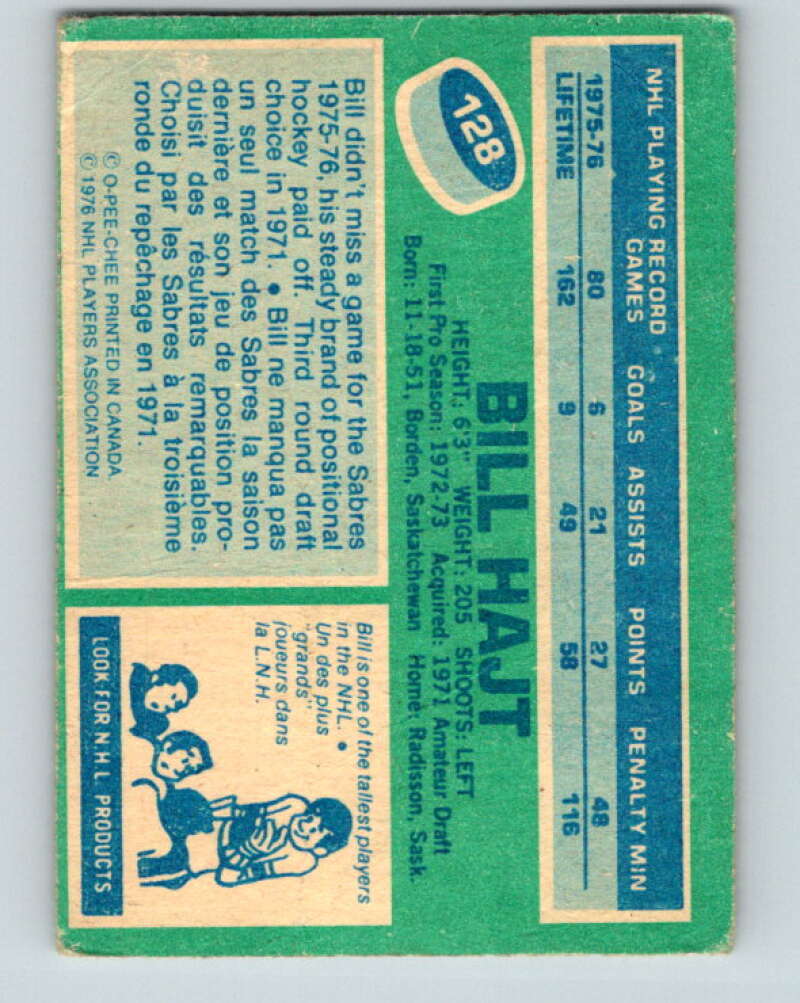 NHL PLAYING RECORD
GAMES GOALS ASSISTS POINTS PENALTY MIN
1975-76 80 6 21 27 48
LIFETIME 162 9 49 58 116
128
BILL HAJT
HEIGHT: 6'3" WEIGHT: 205 SHOOTS: LEFT
First Pro Season: 1972-73 Acquired: 1971 Amateur Draft
Born: 11-18-51, Borden, Saskatchewan Home: Radisson, Sask.
Bill didn't miss a game for the Sabres
1975-76, his steady brand of positional
hockey paid off. Third round draft
choice in 1971. • Bill ne manqua pas
un seul match des Sabres la saison
dernière et son jeu de position pro-
duisit des résultats remarquables.
Choisi par les Sabres à la troisième
ronde du repêchage en 1971.
© O-PEE-CHEE PRINTED IN CANADA.
© 1976 NHL PLAYERS ASSOCIATION
Bill is one of the tallest players
in the NHL. •
Un des plus
"grands"
joueurs dans
la L.N.H.
LOOK FOR N.H.L PRODUCTS